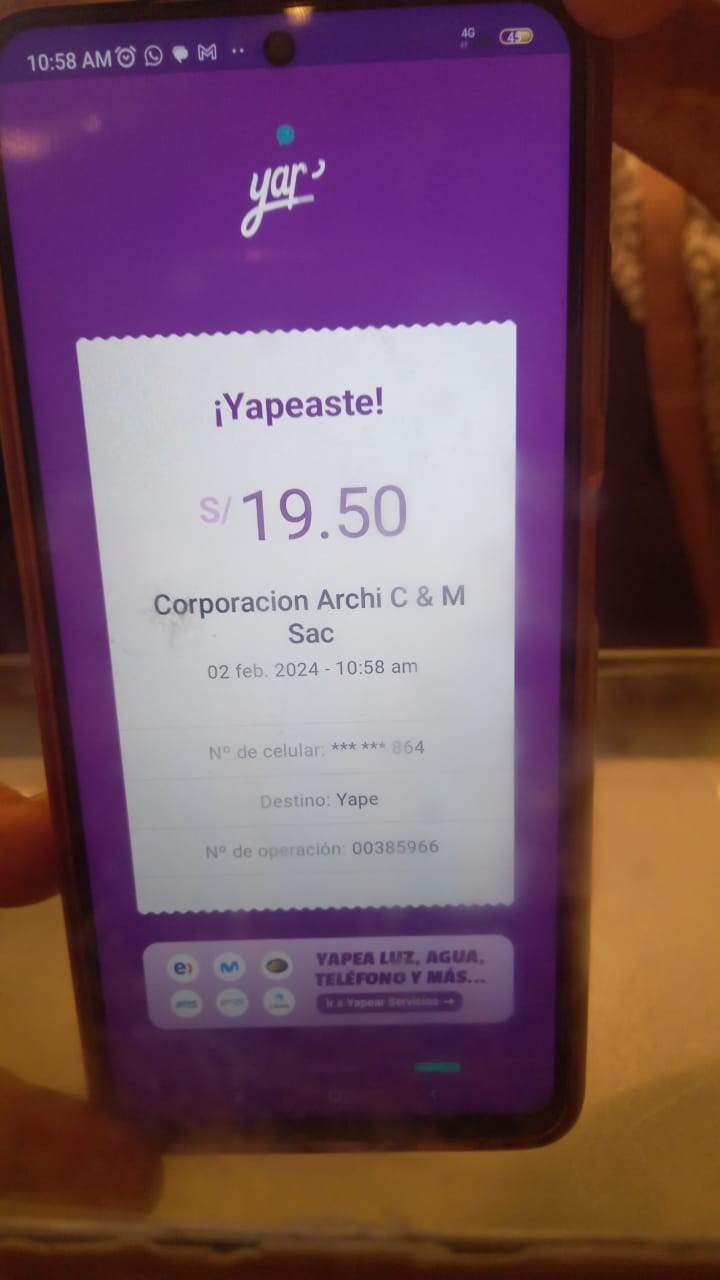 10:58 AM
4G
45
yap
¡Yapeaste!
S/ 19.50
Corporacion Archi C & M
Sac
02 feb. 2024 - 10:58 am
Nº de celular: *** *** 864
Destino: Yape
Nº de operación: 00385966
YAPEA LUZ, AGUA,
TELÉFONO Y MÁS...
Ir a Yapear Servicios →